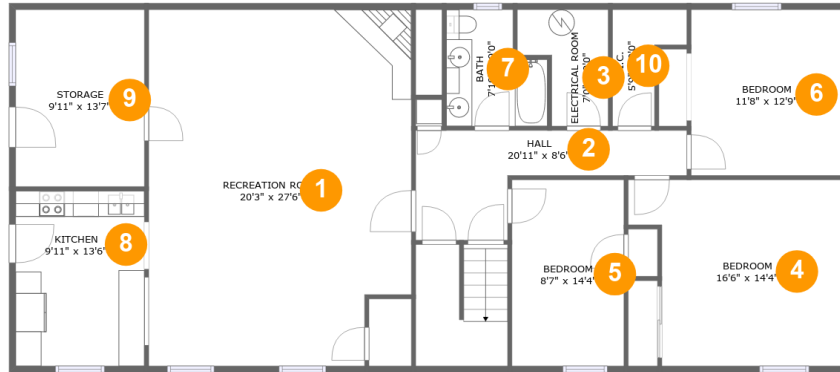 STORAGE
9'11" x 13'7"
9
RECREATION
20'3" x 27'6"
1
KITCHEN
9'11" x 13'6"
8
BATH
7
ELECTRICAL ROOM
3
10
HALL
20'11" x 8'6"
2
BEDROOM
11'8" x 12'9"
6
BEDROOM
8'7" x 14'4"
5
BEDROOM
16'6" x 14'4"
4